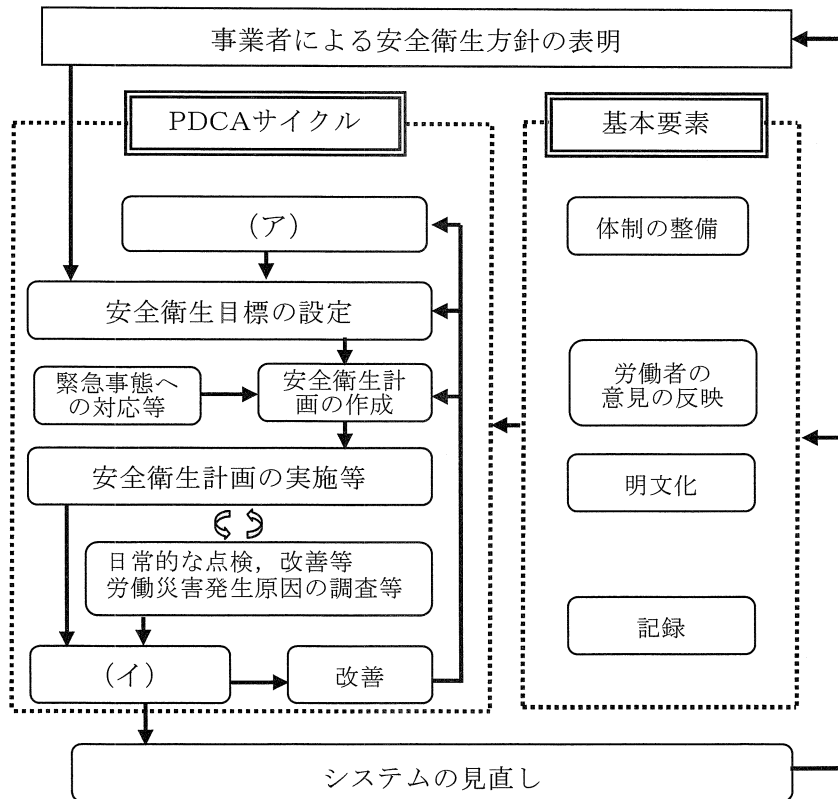 事業者による安全衛生方針の表明
PDCAサイクル
(ア)
安全衛生目標の設定
緊急事態へ
の対応等
安全衛生計
画の作成
安全衛生計画の実施等
日常的な点検，改善等
労働災害発生原因の調査等
(イ)
改善
基本要素
体制の整備
労働者の
意見の反映
明文化
記録
システムの見直し